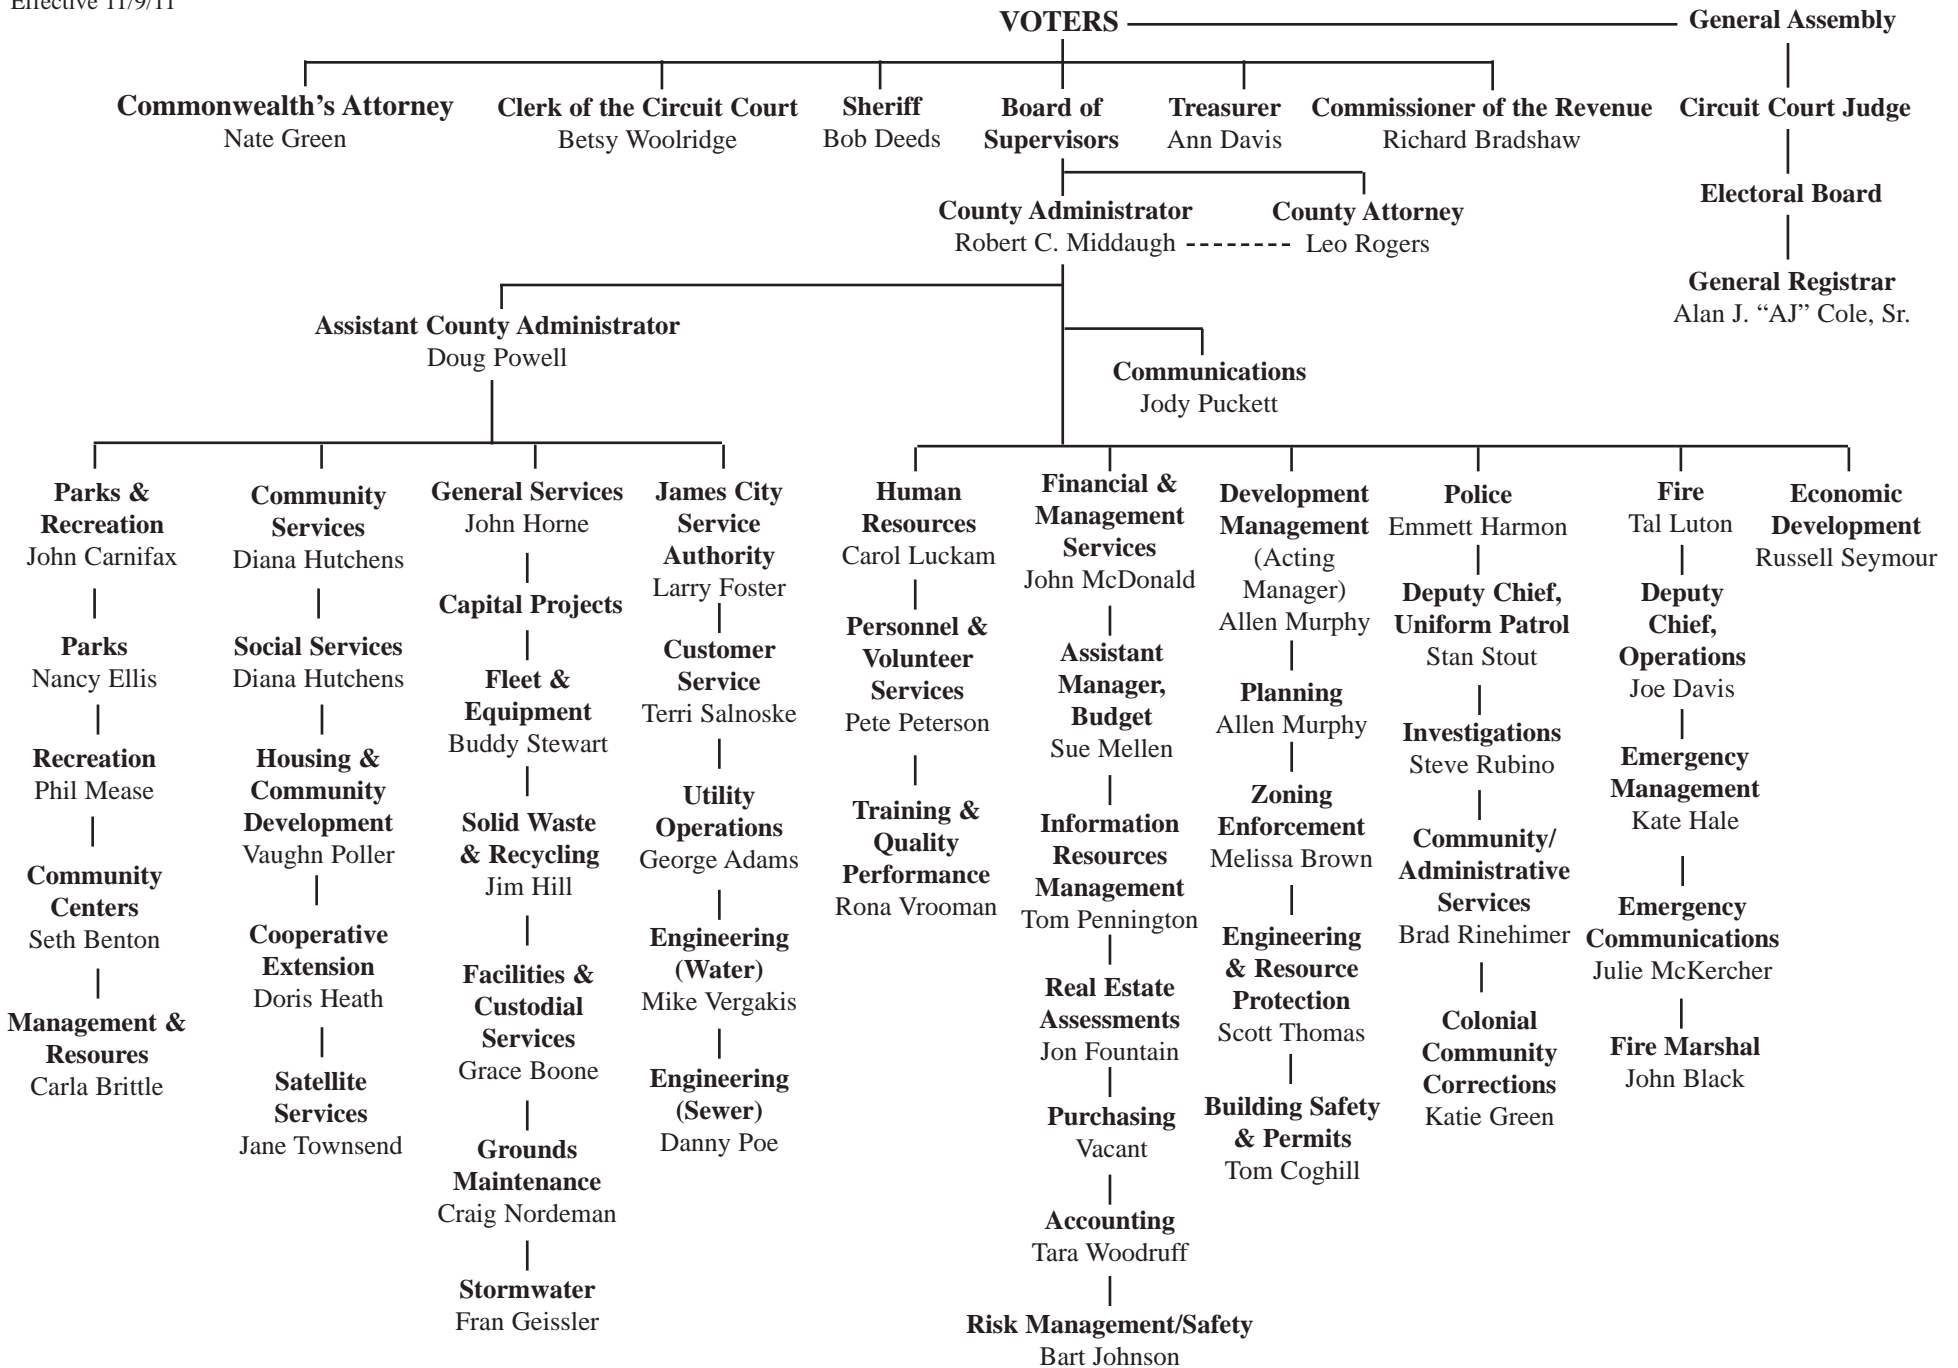 Effective 11/9/11
VOTERS
General Assembly
Commonwealth’s Attorney
Nate Green
Clerk of the Circuit Court
Betsy Woolridge
Sheriff
Bob Deeds
Board of
Supervisors
Treasurer
Ann Davis
Commissioner of the Revenue
Richard Bradshaw
Circuit Court Judge
Electoral Board
General Registrar
Alan J. “AJ” Cole, Sr.
County Administrator
Robert C. Middaugh
County Attorney
Leo Rogers
Assistant County Administrator
Doug Powell
Communications
Jody Puckett
Parks &
Recreation
John Carnifax
Parks
Nancy Ellis
Recreation
Phil Mease
Community
Centers
Seth Benton
Management &
Resoures
Carla Brittle
Community
Services
Diana Hutchens
Social Services
Diana Hutchens
Housing &
Community
Development
Vaughn Poller
Cooperative
Extension
Doris Heath
Satellite
Services
Jane Townsend
General Services
John Horne
Capital Projects
Fleet &
Equipment
Buddy Stewart
Solid Waste
& Recycling
Jim Hill
Facilities &
Custodial
Services
Grace Boone
Grounds
Maintenance
Craig Nordeman
Stormwater
Fran Geissler
James City
Service
Authority
Larry Foster
Customer
Service
Terri Salnoske
Utility
Operations
George Adams
Engineering
(Water)
Mike Vergakis
Engineering
(Sewer)
Danny Poe
Human
Resources
Carol Luckam
Personnel &
Volunteer
Services
Pete Peterson
Training &
Quality
Performance
Rona Vrooman
Financial &
Management
Services
John McDonald
Assistant
Manager,
Budget
Sue Mellen
Information
Resources
Management
Tom Pennington
Real Estate
Assessments
Jon Fountain
Purchasing
Vacant
Accounting
Tara Woodruff
Risk Management/Safety
Bart Johnson
Development
Management
(Acting
Manager)
Allen Murphy
Planning
Allen Murphy
Zoning
Enforcement
Melissa Brown
Engineering
& Resource
Protection
Scott Thomas
Building Safety
& Permits
Tom Coghill
Police
Emmett Harmon
Deputy Chief,
Uniform Patrol
Stan Stout
Investigations
Steve Rubino
Community/
Administrative
Services
Brad Rinehimer
Colonial
Community
Corrections
Katie Green
Fire
Tal Luton
Deputy
Chief,
Operations
Joe Davis
Emergency
Management
Kate Hale
Emergency
Communications
Julie McKercher
Fire Marshal
John Black
Economic
Development
Russell Seymour